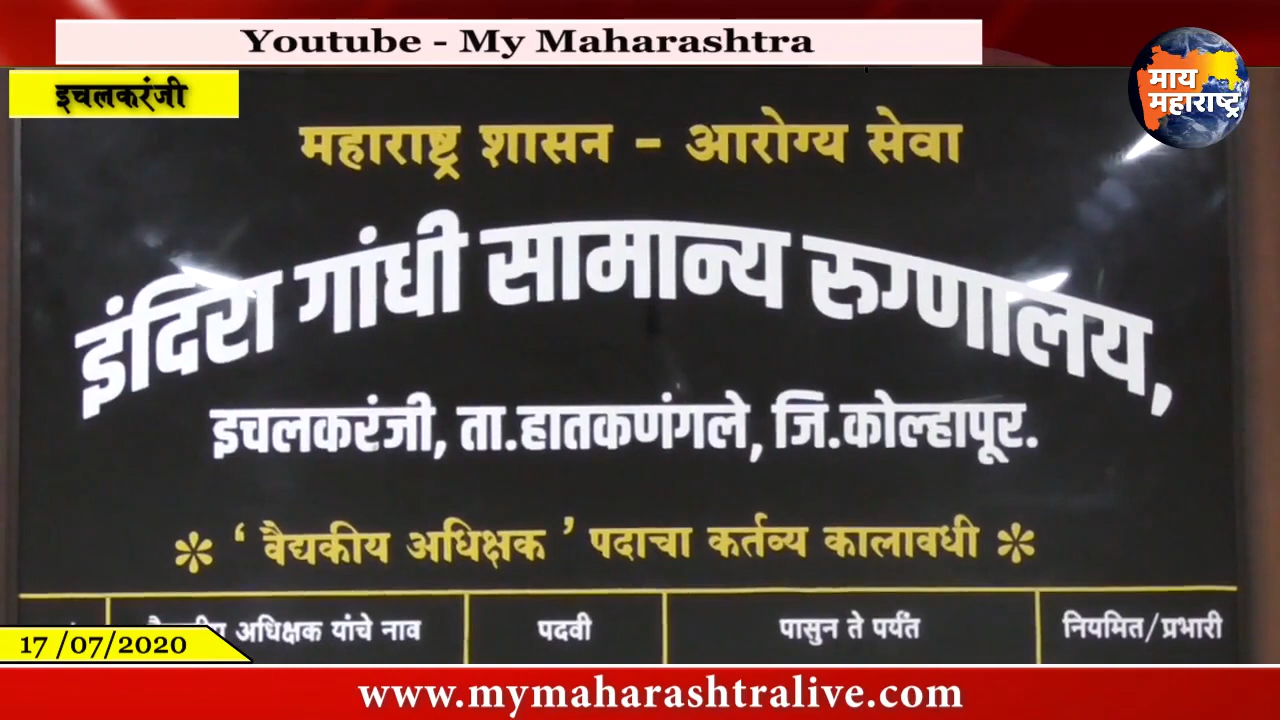 Youtube - My Maharashtra
माय
महाराष्ट्र
इचलकरंजी
महाराष्ट्र शासन - आरोग्य सेवा
इंदिरा गांधी सामान्य रुग्णालय,
इचलकरंजी, ता.हातकणंगले, जि.कोल्हापूर.
* ‘ वैद्यकीय अधिक्षक ’ पदाचा कर्तव्य कालावधी *
अधिक्षक यांचे नाव पदवी पासुन ते पर्यंत नियमित/प्रभारी
17 /07/2020
www.mymaharashtralive.com